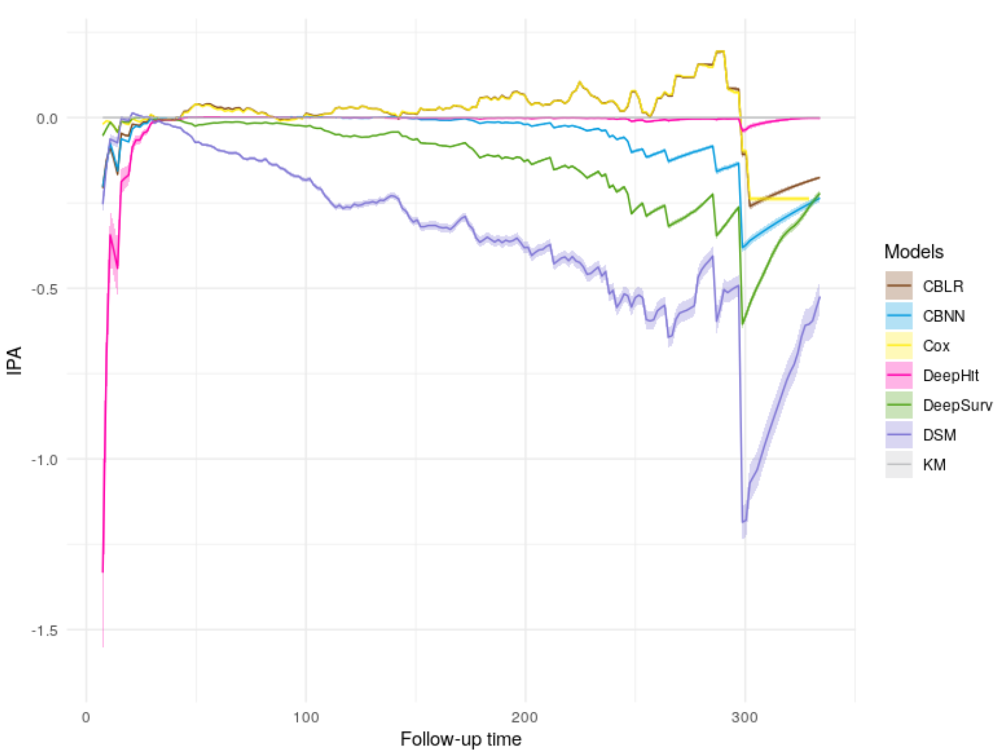 0.0
-0.5
-1.0
-1.5
IPA
0
100
200
300
Follow-up time
Models
CBLR
CBNN
Cox
DeepHit
DeepSurv
DSM
KM